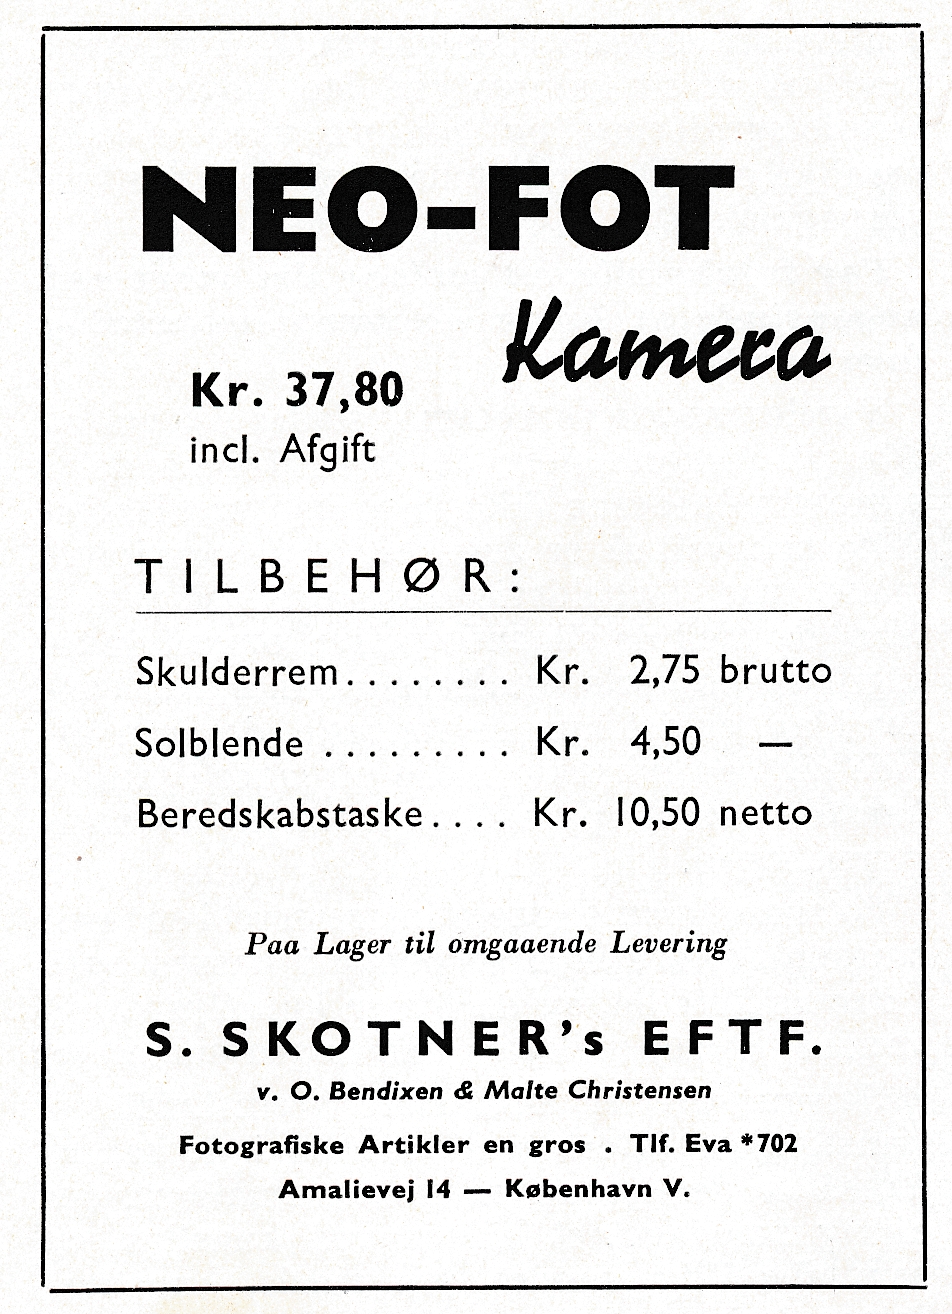 NEO-FOT
Kamera
Kr. 37,80
incl. Afgift
TILBEHØR:
Skulderrem........ Kr. 2,75 brutto
Solblende ......... Kr. 4,50 —
Beredskabstaske.... Kr. 10,50 netto
Paa Lager til omgaaende Levering
S. SKOTNER's EFTF.
v. O. Bendixen & Malte Christensen
Fotografiske Artikler en gros . Tlf. Eva *702
Amalievej 14 — København V.